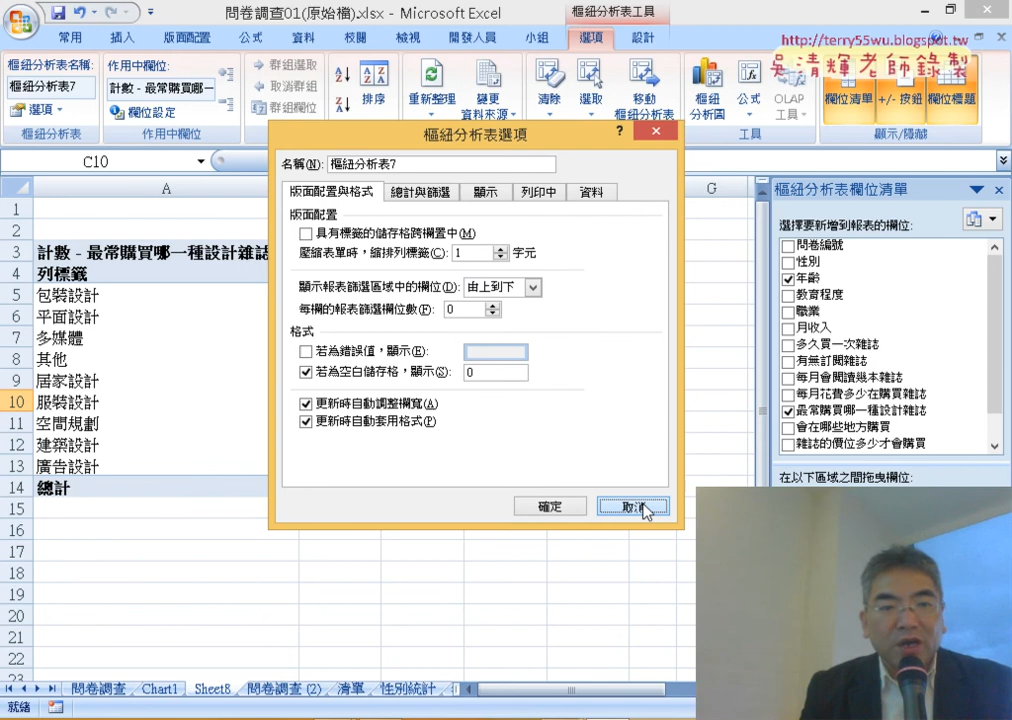 問卷調查01(原始檔).xlsx - Microsoft Excel
樞紐分析表工具
常用 插入 版面配置 公式 資料 校閱 檢視 開發人員 小組 選項 設計
http://terry55wu.blogspot.tw
吳清輝老師錄製
樞紐分析表名稱:
樞紐分析表7
選項
樞紐分析表
作用中欄位:
計數 - 最常購買哪一
欄位設定
作用中欄位
群組選取
取消群組
群組欄位
排序
重新整理
變更
資料來源
清除
選取
移動
樞紐分析表
樞紐
分析圖
公式
OLAP
工具
工具
欄位清單
+/- 按鈕
欄位標題
顯示/隱藏
C10
A
G
1
2
3 計數 - 最常購買哪一種設計雜誌
4 列標籤
5 包裝設計
6 平面設計
7 多媒體
8 其他
9 居家設計
10 服裝設計
11 空間規劃
12 建築設計
13 廣告設計
14 總計
15
16
17
18
19
20
21
22
樞紐分析表選項
名稱(N): 樞紐分析表7
版面配置與格式 總計與篩選 顯示 列印中 資料
版面配置
具有標籤的儲存格跨欄置中(M)
壓縮表單時，縮排列標籤(C): 1 字元
顯示報表篩選區域中的欄位(D): 由上到下
每欄的報表篩選欄位數(F): 0
格式
若為錯誤值，顯示(E):
若為空白儲存格，顯示(S): 0
更新時自動調整欄寬(A)
更新時自動套用格式(P)
確定 取消
樞紐分析表欄位清單
選擇要新增到報表的欄位:
問卷編號
性別
年齡
教育程度
職業
月收入
多久買一次雜誌
有無訂閱雜誌
每月會閱讀幾本雜誌
每月花費多少在購買雜誌
最常購買哪一種設計雜誌
會在哪些地方購買
雜誌的價位多少才會購買
在以下區域之間拖曳欄位:
問卷調查 Chart1 Sheet8 問卷調查 (2) 清單 性別統計
就緒